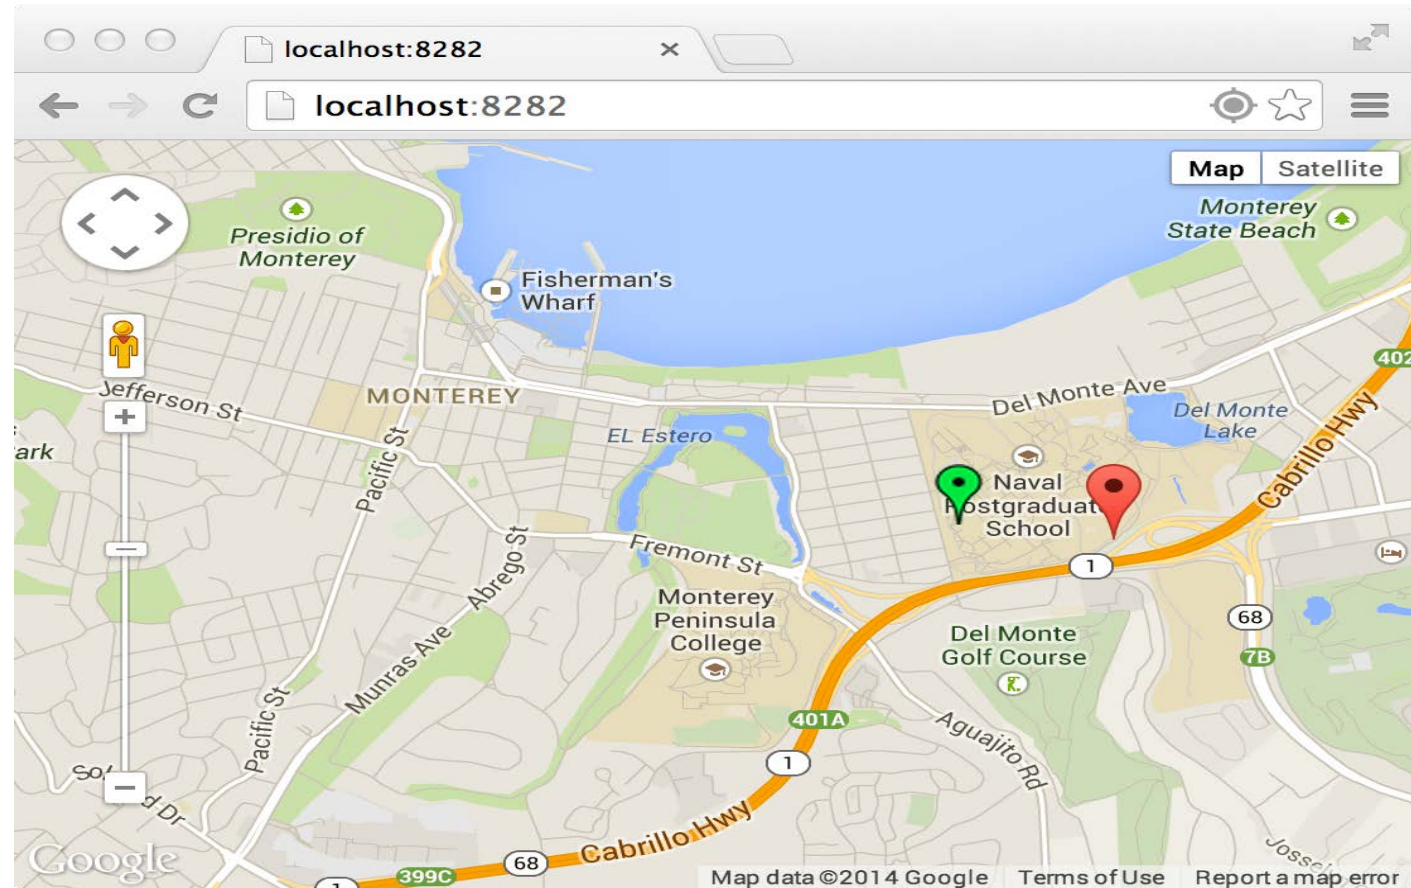 localhost:8282
localhost:8282
Map Satellite
Monterey
State Beach
Presidio of
Monterey
Fisherman's
Wharf
402
Jefferson St
MONTEREY
Del Monte Ave
Del Monte
Lake
ark
Pacific St
EL Estero
Cabrillo Hwy
Naval
Postgraduate
School
Fremont St
Abrego St
1
Monterey
Peninsula
College
68
Del Monte
Golf Course
7B
Munras Ave
Pacific St
401A
Aguajito Rd
1
Dr
Cabrillo Hwy
68
399C
1
Google
Map data ©2014 Google Terms of Use Report a map error